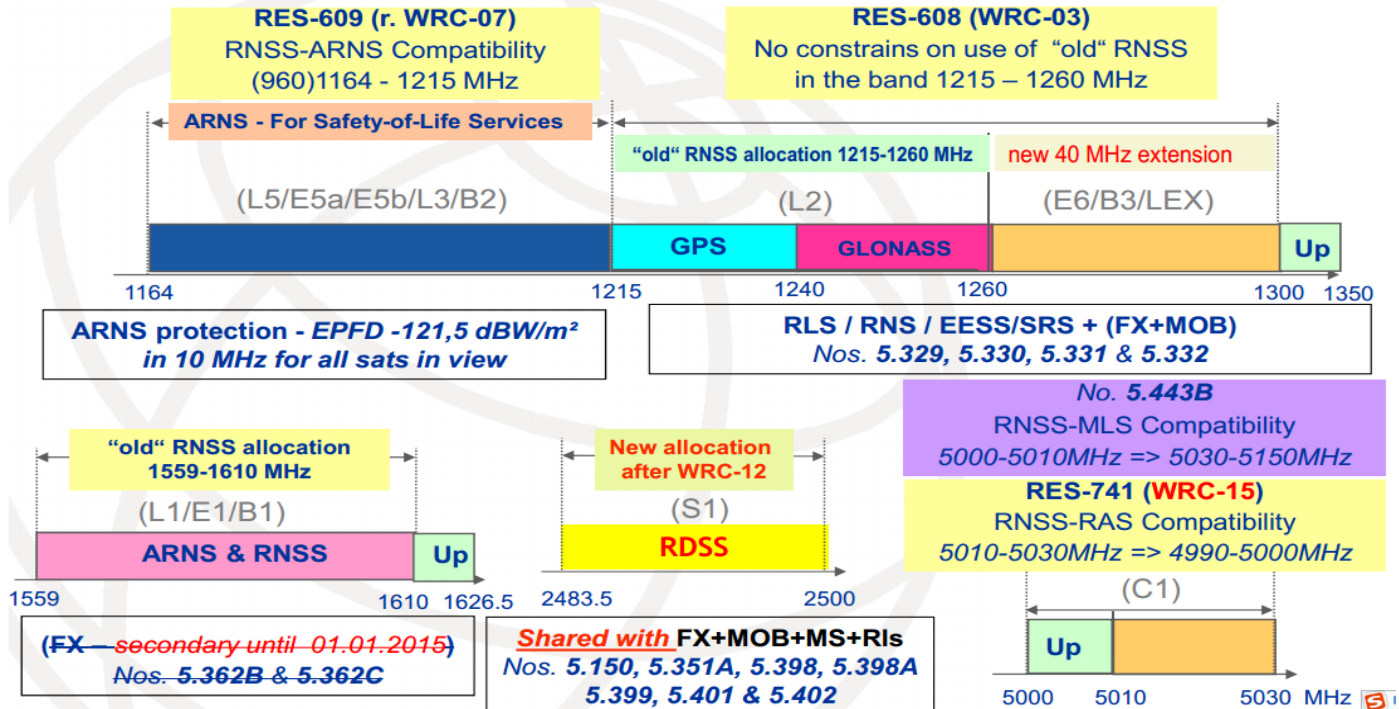 RES-609 (r. WRC-07)
RNSS-ARNS Compatibility
(960)1164 - 1215 MHz
RES-608 (WRC-03)
No constrains on use of “old“ RNSS
in the band 1215 – 1260 MHz
ARNS - For Safety-of-Life Services
“old“ RNSS allocation 1215-1260 MHz
new 40 MHz extension
(L5/E5a/E5b/L3/B2)
(L2)
(E6/B3/LEX)
GPS
GLONASS
Up
1164
1215
1240
1260
1300
1350
ARNS protection - EPFD -121,5 dBW/m²
in 10 MHz for all sats in view
RLS / RNS / EESS/SRS + (FX+MOB)
Nos. 5.329, 5.330, 5.331 & 5.332
“old“ RNSS allocation
1559-1610 MHz
(L1/E1/B1)
ARNS & RNSS
Up
1559
1610
1626.5
(FX – secondary until 01.01.2015)
Nos. 5.362B & 5.362C
New allocation
after WRC-12
(S1)
RDSS
2483.5
2500
Shared with FX+MOB+MS+RIs
Nos. 5.150, 5.351A, 5.398, 5.398A
5.399, 5.401 & 5.402
No. 5.443B
RNSS-MLS Compatibility
5000-5010MHz => 5030-5150MHz
RES-741 (WRC-15)
RNSS-RAS Compatibility
5010-5030MHz => 4990-5000MHz
(C1)
Up
5000
5010
5030
MHz